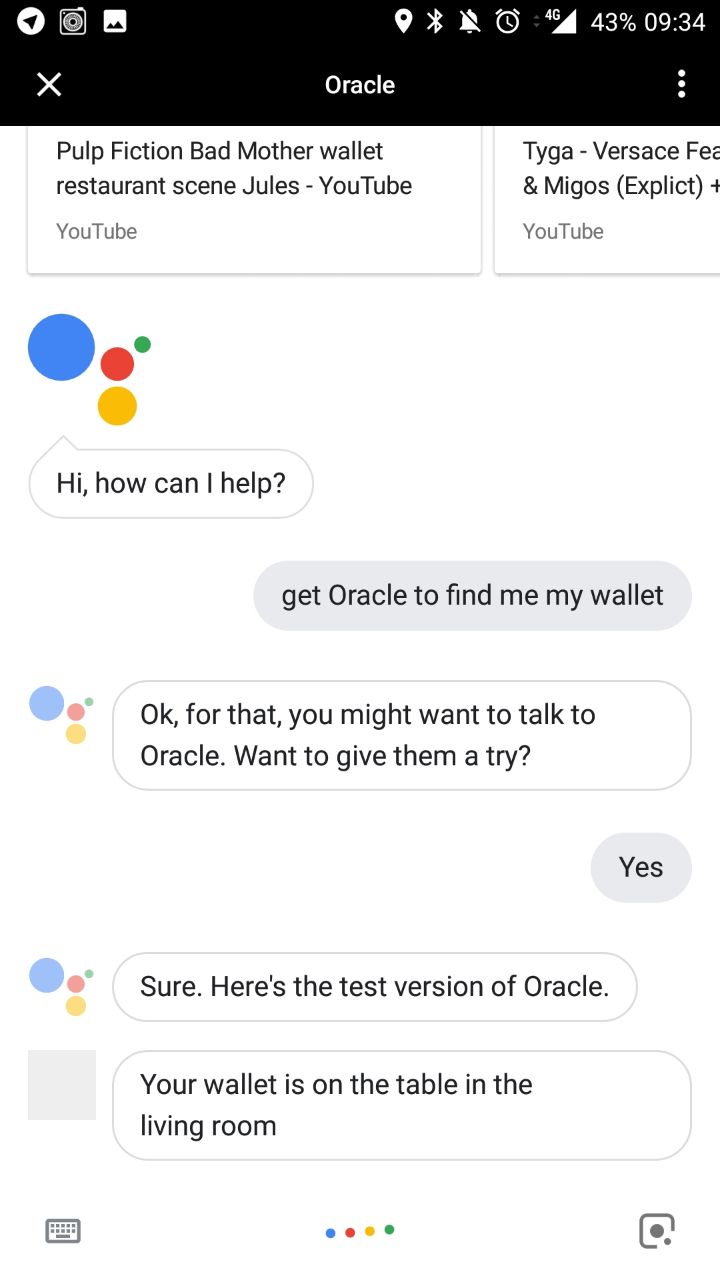 4G 43% 09:34
Oracle
Pulp Fiction Bad Mother wallet
restaurant scene Jules - YouTube
YouTube
Tyga - Versace Fea
& Migos (Explict) +
YouTube
Hi, how can I help?
get Oracle to find me my wallet
Ok, for that, you might want to talk to
Oracle. Want to give them a try?
Yes
Sure. Here's the test version of Oracle.
Your wallet is on the table in the
living room